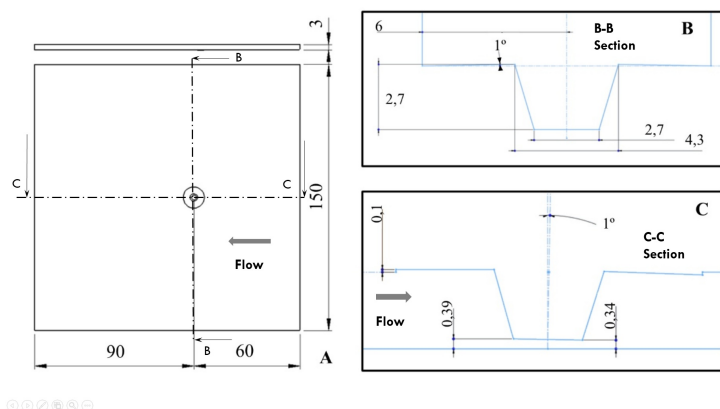 3
B
C
C
150
Flow
90
B
60
A
6
B-B
Section
B
1º
2,7
2,7
4,3
0,1
1º
C
C-C
Section
Flow
0,39
0,34